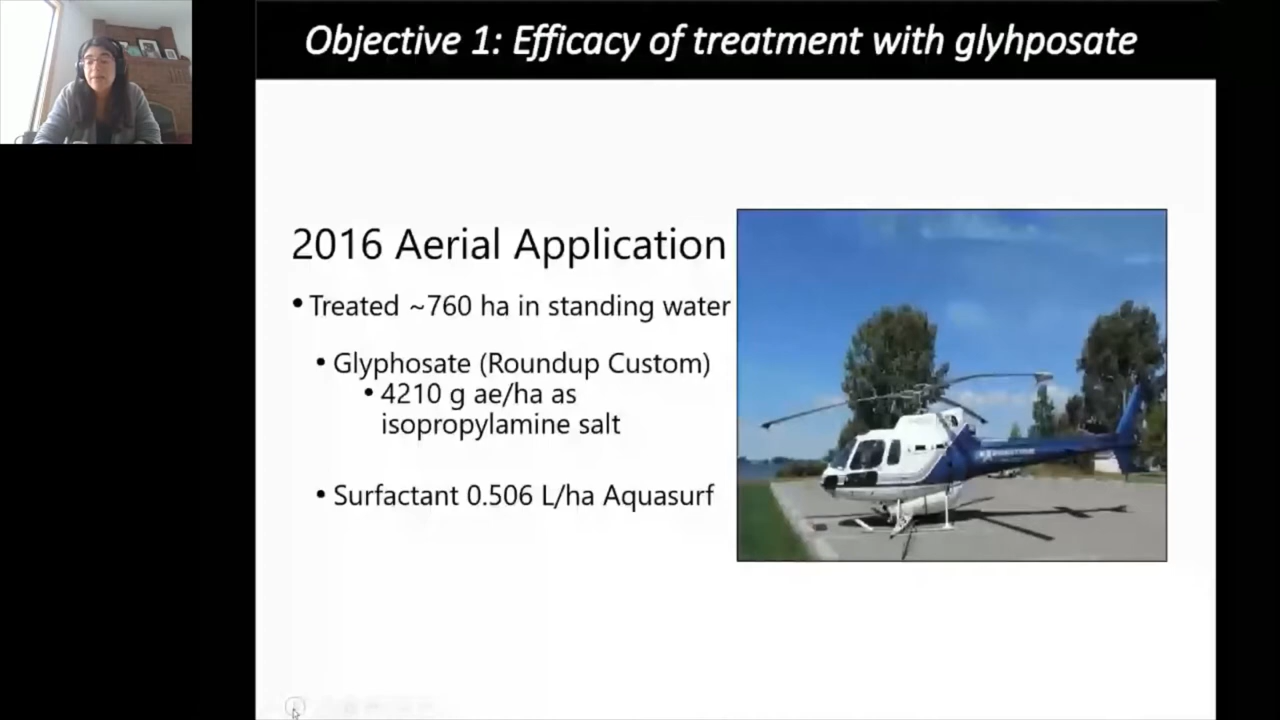 Objective 1: Efficacy of treatment with glyhposate
2016 Aerial Application
• Treated ~760 ha in standing water
• Glyphosate (Roundup Custom)
• 4210 g ae/ha as
isopropylamine salt
• Surfactant 0.506 L/ha Aquasurf